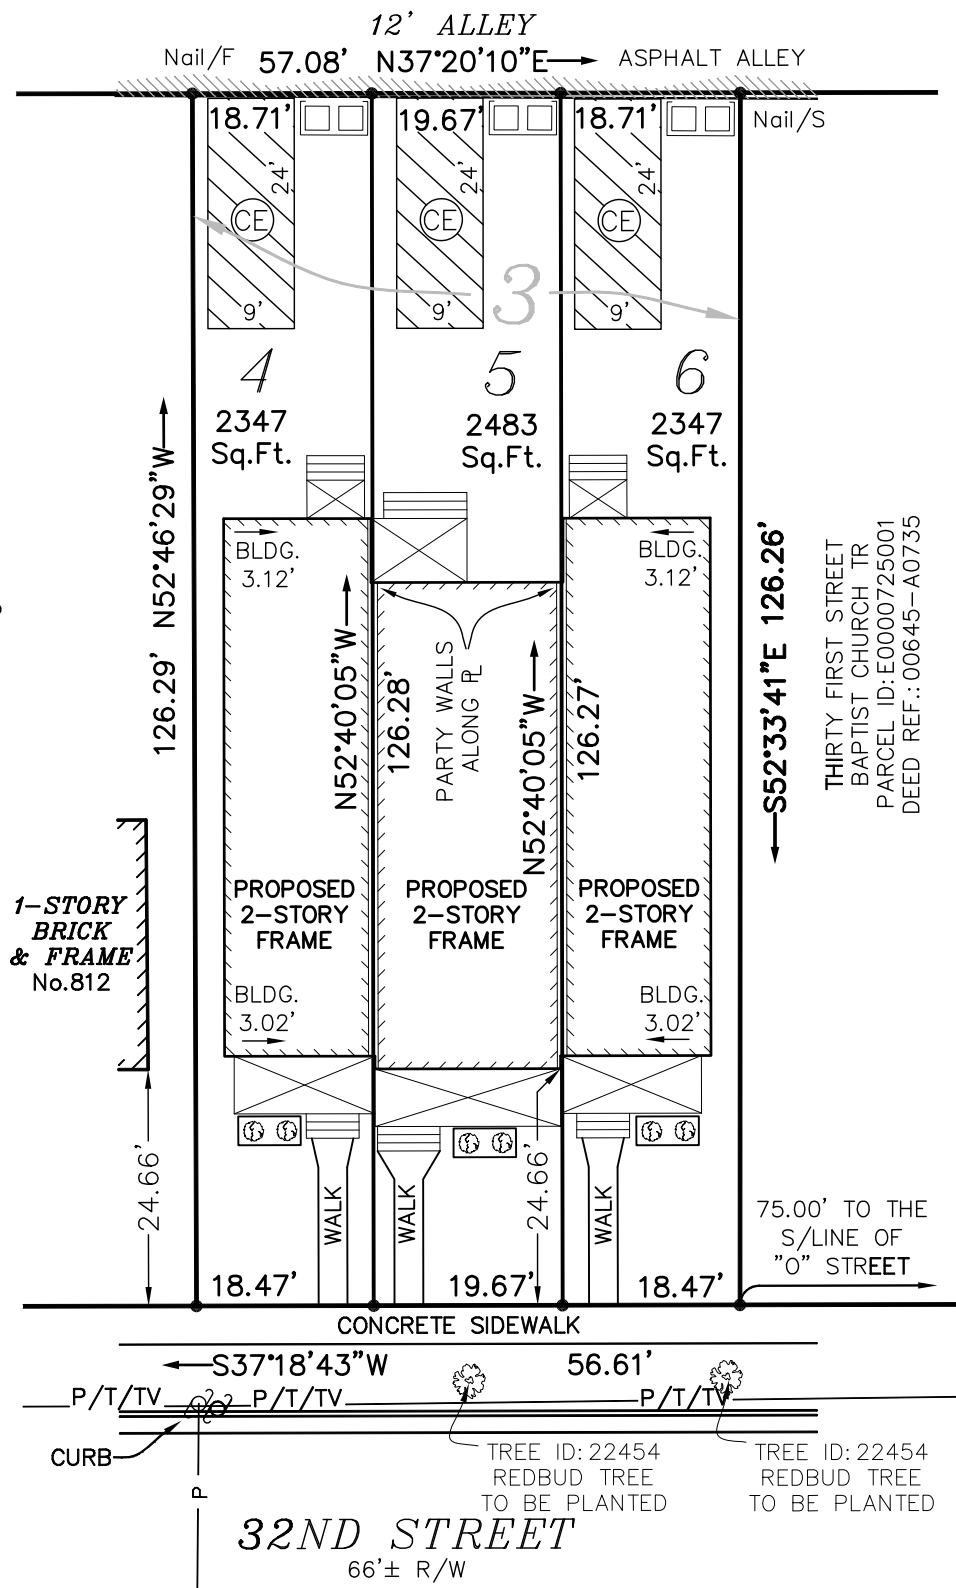 12' ALLEY
Nail/F 57.08' N37°20'10"E ASPHALT ALLEY
18.71' 19.67' 18.71' Nail/S
24' 24' 24'
CE CE CE
3
9' 9' 9'
4 5 6
2347
Sq.Ft.
2483
Sq.Ft.
2347
Sq.Ft.
126.29' N52°46'29"W
BLDG.
3.12'
BLDG.
3.12'
N52°40'05"W
126.28'
PARTY WALLS
ALONG PL
N52°40'05"W
126.27'
S52°33'41"E 126.26'
THIRTY FIRST STREET
BAPTIST CHURCH TR
PARCEL ID: E0000725001
DEED REF.: 00645-A0735
1-STORY
BRICK
& FRAME
No.812
PROPOSED
2-STORY
FRAME
PROPOSED
2-STORY
FRAME
PROPOSED
2-STORY
FRAME
BLDG.
3.02'
BLDG.
3.02'
24.66' 24.66'
WALK WALK WALK
75.00' TO THE
S/LINE OF
"O" STREET
18.47' 19.67' 18.47'
CONCRETE SIDEWALK
S37°18'43"W 56.61'
P/T/TV P/T/TV P/T/TV
CURB
P
TREE ID: 22454
REDBUD TREE
TO BE PLANTED
TREE ID: 22454
REDBUD TREE
TO BE PLANTED
32ND STREET
66'± R/W